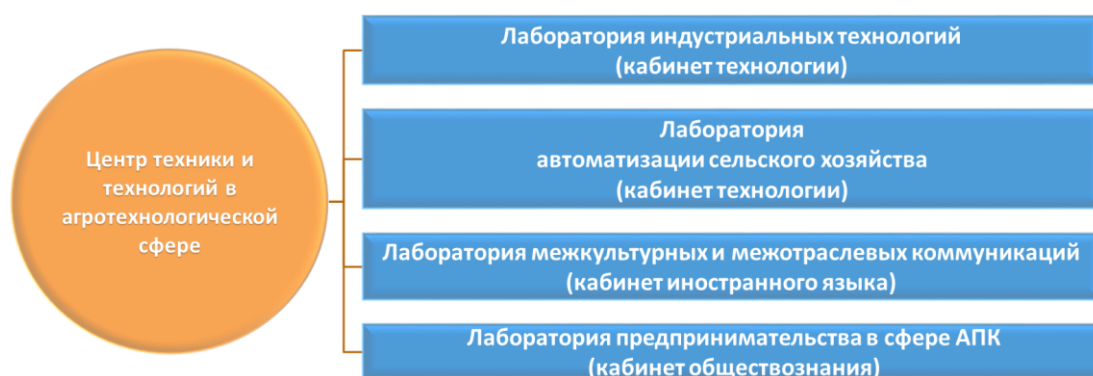 Центр техники и
технологий в
агротехнологической
сфере
Лаборатория индустриальных технологий
(кабинет технологии)
Лаборатория
автоматизации сельского хозяйства
(кабинет технологии)
Лаборатория межкультурных и межотраслевых коммуникаций
(кабинет иностранного языка)
Лаборатория предпринимательства в сфере АПК
(кабинет обществознания)